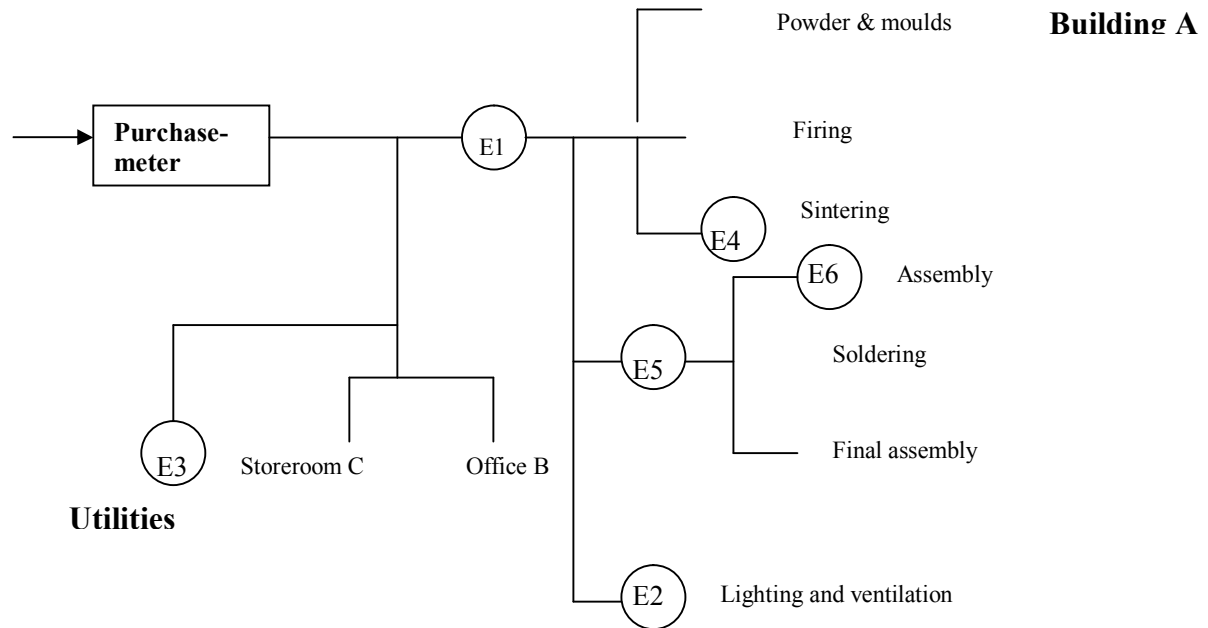 Powder & moulds
Building A
Purchase-
meter
E1
Firing
Sintering
E4
E6
Assembly
E5
Soldering
E3
Storeroom C
Office B
Final assembly
Utilities
E2
Lighting and ventilation